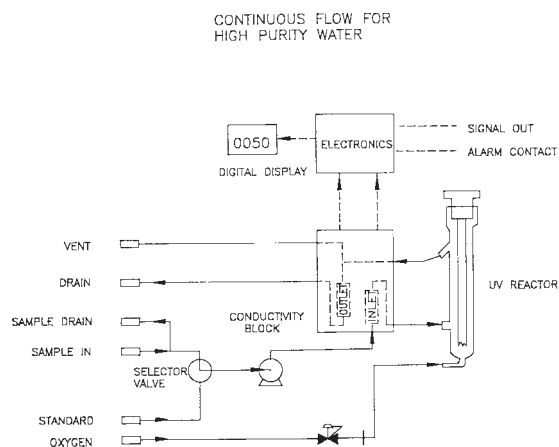 CONTINUOUS FLOW FOR
HIGH PURITY WATER
0050
ELECTRONICS
SIGNAL OUT
ALARM CONTACT
DIGITAL DISPLAY
VENT
DRAIN
OUTLET
INLET
UV REACTOR
SAMPLE DRAIN
CONDUCTIVITY
BLOCK
SAMPLE IN
SELECTOR
VALVE
STANDARD
OXYGEN